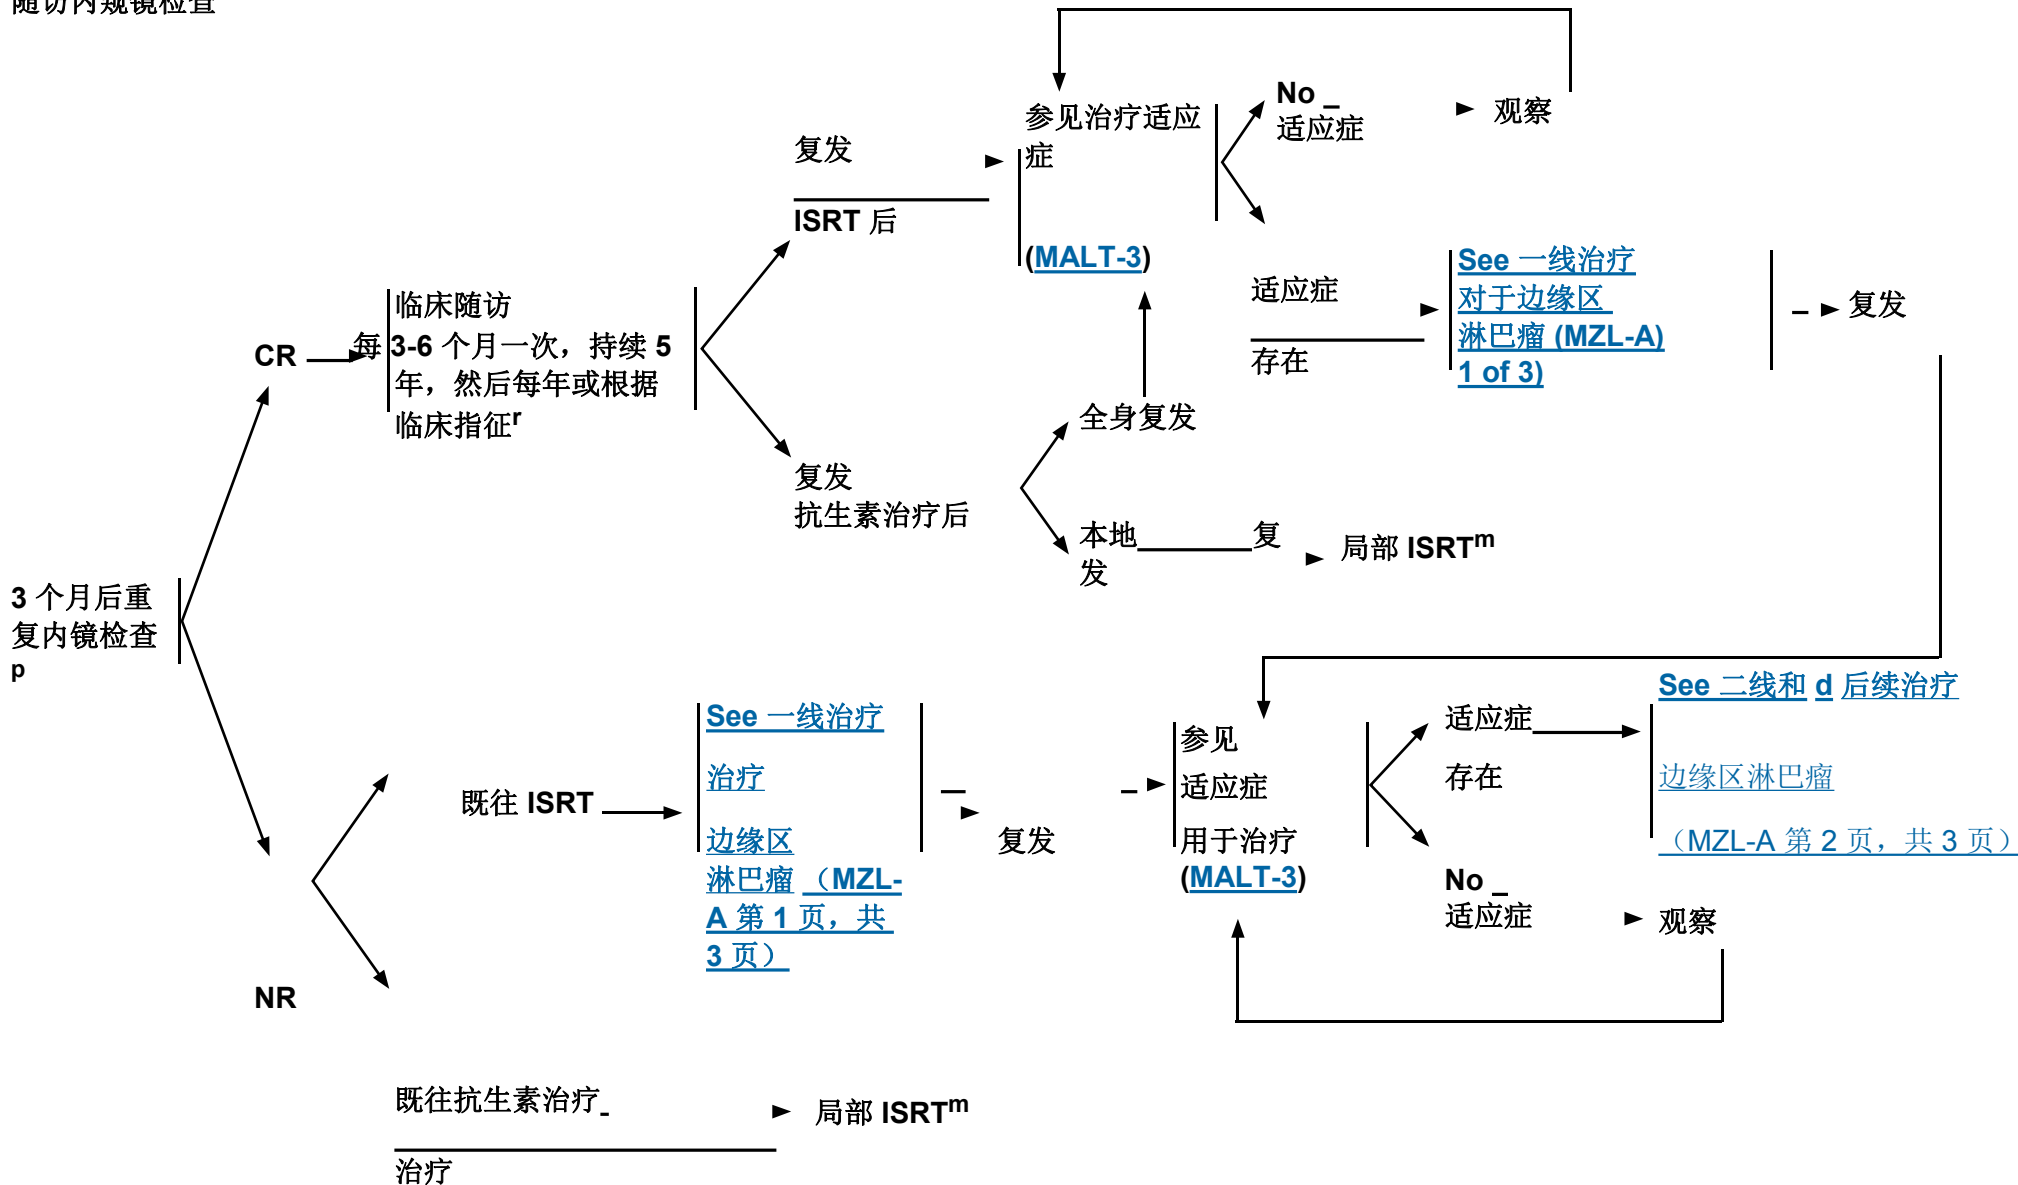 随访内窥镜检查
No _
适应症
观察
参见治疗适应
症
(MALT-3)
复发
ISRT 后
适应症
存在
See 一线治疗
对于边缘区
淋巴瘤 (MZL-A)
1 of 3)
复发
CR
临床随访
每 3-6 个月一次，持续 5
年，然后每年或根据
临床指征r
全身复发
复发
抗生素治疗后
本地 复
发
局部 ISRTm
3 个月后重
复内镜检查
p
既往 ISRT
See 一线治疗
治疗
边缘区
淋巴瘤 （MZL-
A 第 1 页，共
3 页）
复发
参见
适应症
用于治疗
(MALT-3)
适应症
存在
See 二线和 d 后续治疗
边缘区淋巴瘤
（MZL-A 第 2 页，共 3 页）
No _
适应症
观察
NR
既往抗生素治疗
治疗
局部 ISRTm